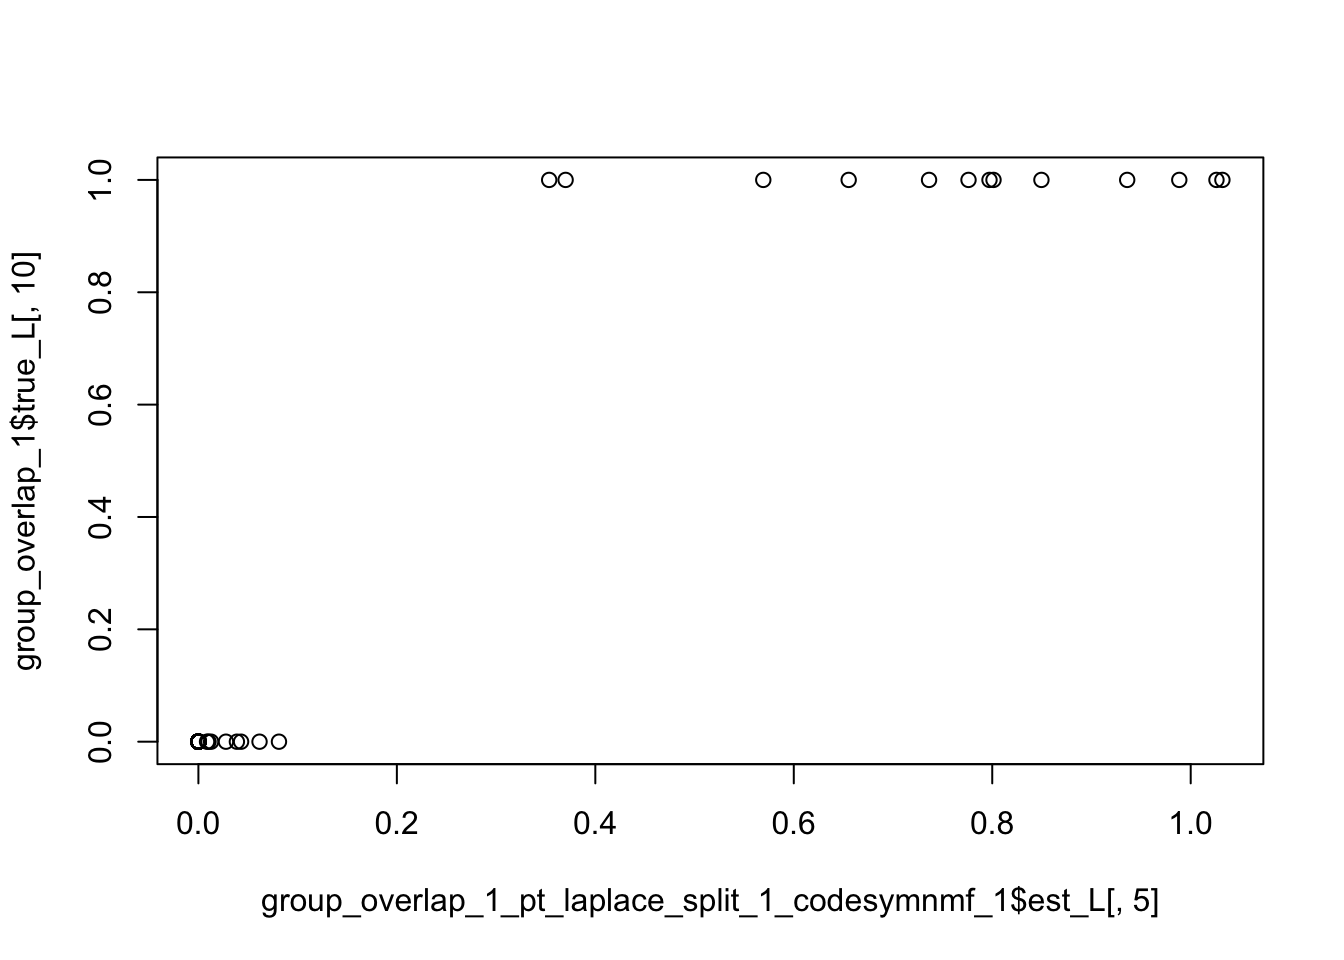 group_overlap_1$true_L[, 10]
1.0
0.8
0.6
0.4
0.2
0.0
0.0 0.2 0.4 0.6 0.8 1.0
group_overlap_1_pt_laplace_split_1_codesymnmf_1$est_L[, 5]